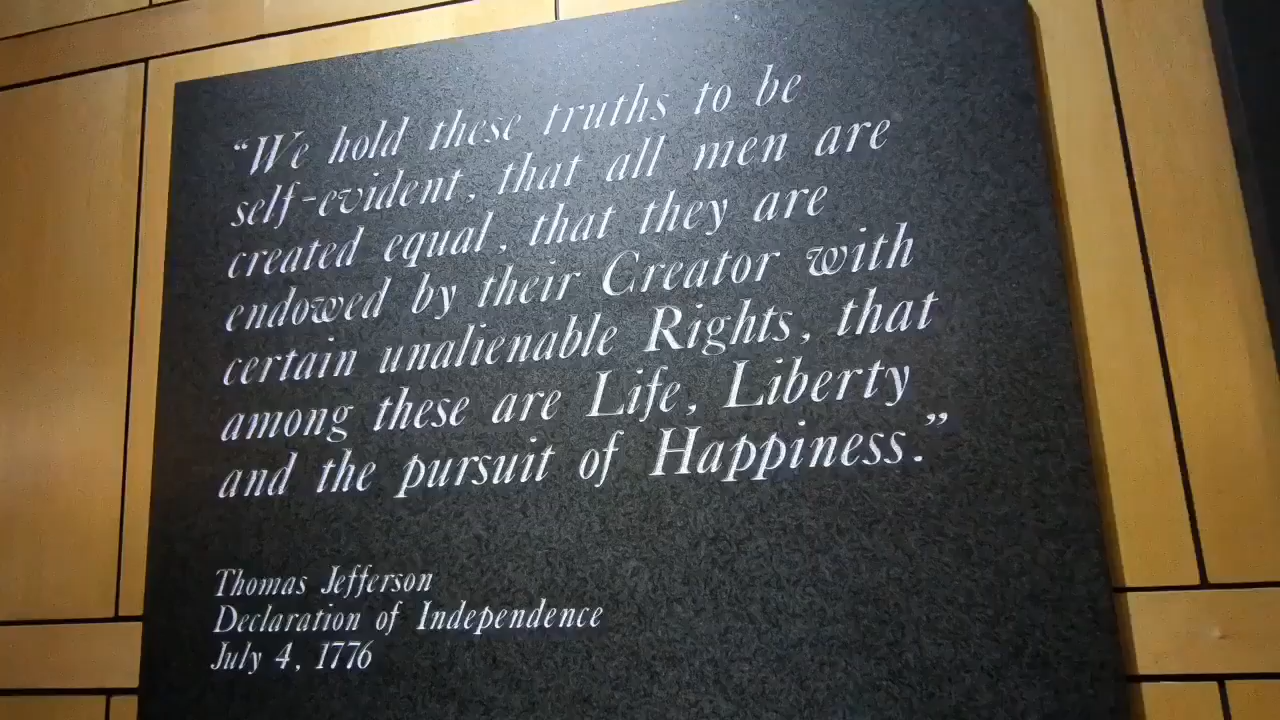 “We hold these truths to be
self-evident, that all men are
created equal, that they are
endowed by their Creator with
certain unalienable Rights, that
among these are Life, Liberty
and the pursuit of Happiness.”
Thomas Jefferson
Declaration of Independence
July 4, 1776